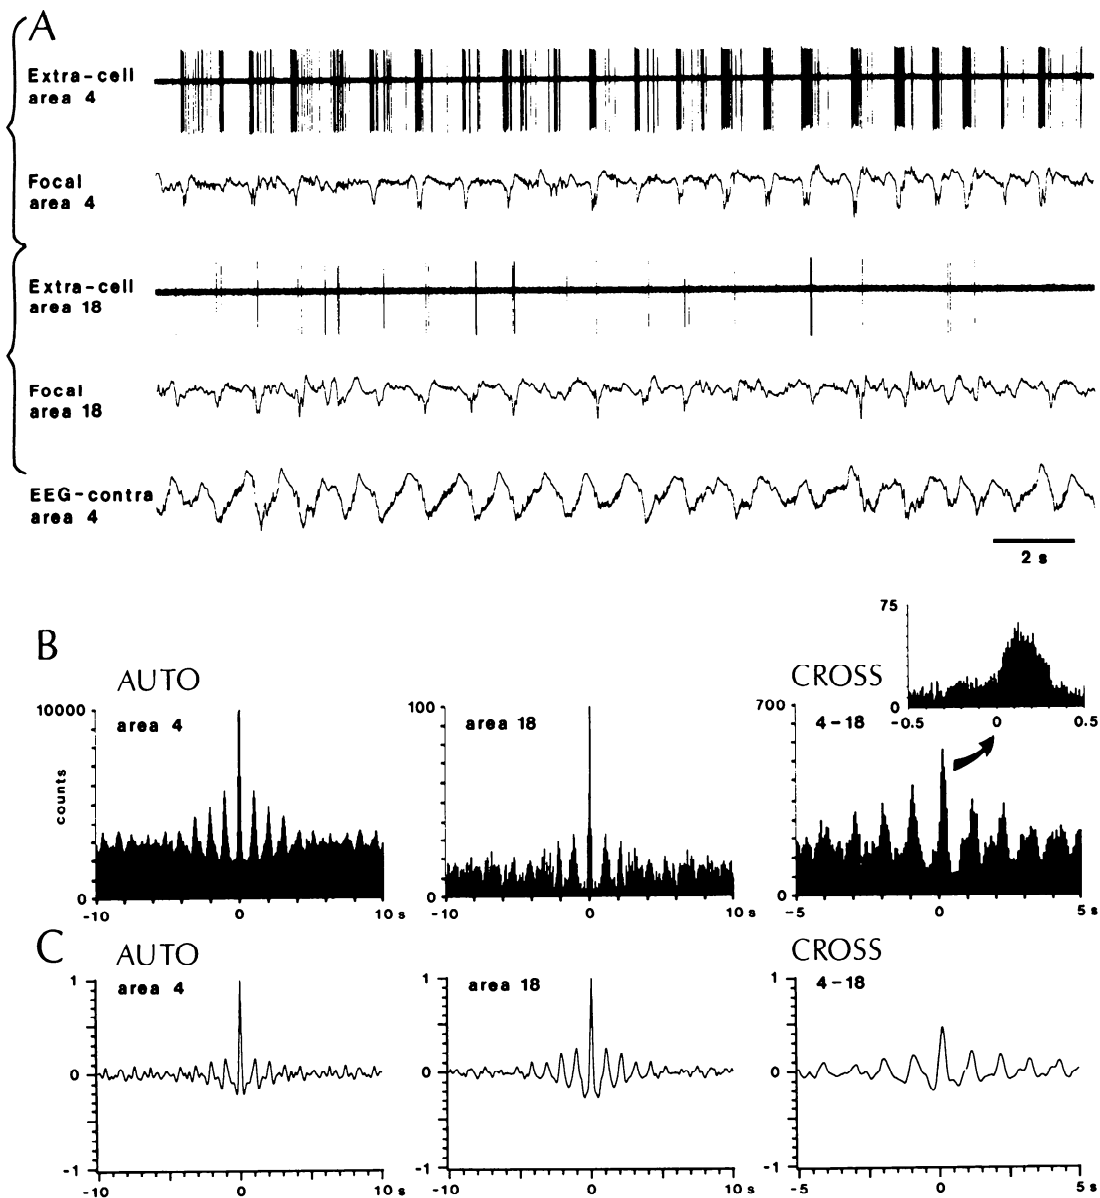 A
Extra-cell
area 4
Focal
area 4
Extra-cell
area 18
Focal
area 18
EEG-contra
area 4
2 s
B
AUTO
area 4
10000
counts
0
-10
0
10 s
area 18
100
0
-10
0
10 s
CROSS
4-18
700
0
-5
0
5 s
75
0
-0.5
0
0.5
C
AUTO
area 4
1
0
-1
-10
0
10 s
area 18
1
0
-1
-10
0
10 s
CROSS
4-18
1
0
-1
-5
0
5 s